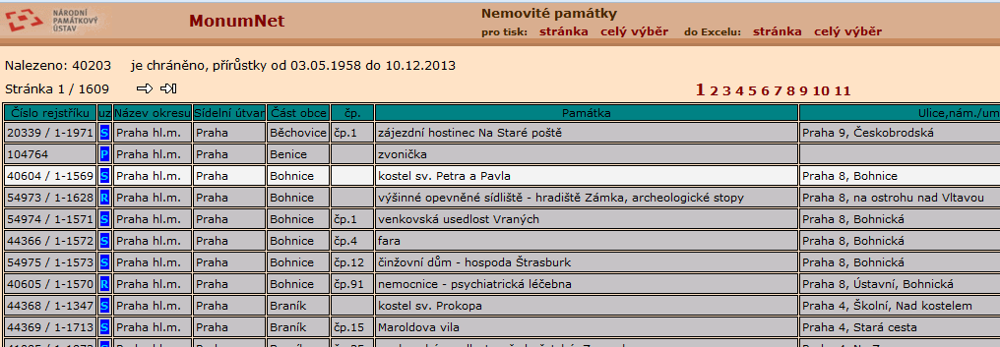 NÁRODNÍ
PAMÁTKOVÝ
ÚSTAV
MonumNet
Nemovité památky
pro tisk: stránka celý výběr do Excelu: stránka celý výběr
Nalezeno: 40203 je chráněno, přírůstky od 03.05.1958 do 10.12.2013
Stránka 1 / 1609 1 2 3 4 5 6 7 8 9 10 11
Číslo rejstříku uz Název okresu Sídelní útvar Část obce čp. Památka Ulice,nám./um
20339 / 1-1971 S Praha hl.m. Praha Běchovice čp.1 zájezdní hostinec Na Staré poště Praha 9, Českobrodská
104764 P Praha hl.m. Praha Benice zvonička
40604 / 1-1569 S Praha hl.m. Praha Bohnice kostel sv. Petra a Pavla Praha 8, Bohnice
54973 / 1-1628 R Praha hl.m. Praha Bohnice výšinné opevněné sídliště - hradiště Zámka, archeologické stopy Praha 8, na ostrohu nad Vltavou
54974 / 1-1571 S Praha hl.m. Praha Bohnice čp.1 venkovská usedlost Vraných Praha 8, Bohnická
44366 / 1-1572 S Praha hl.m. Praha Bohnice čp.4 fara Praha 8, Bohnická
54975 / 1-1573 S Praha hl.m. Praha Bohnice čp.12 činžovní dům - hospoda Štrasburk Praha 8, Bohnická
40605 / 1-1570 R Praha hl.m. Praha Bohnice čp.91 nemocnice - psychiatrická léčebna Praha 8, Ústavní, Bohnická
44368 / 1-1347 S Praha hl.m. Praha Braník kostel sv. Prokopa Praha 4, Školní, Nad kostelem
44369 / 1-1713 S Praha hl.m. Praha Braník čp.15 Maroldova vila Praha 4, Stará cesta